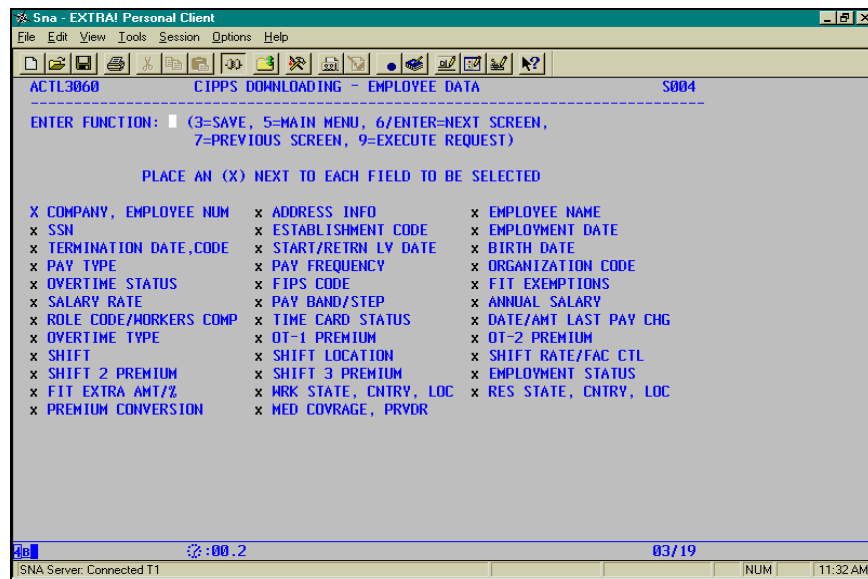 Sna - EXTRA! Personal Client
File Edit View Tools Session Options Help
ACTL3060 CIPPS DOWNLOADING - EMPLOYEE DATA S004
ENTER FUNCTION: (3=SAVE, 5=MAIN MENU, 6/ENTER=NEXT SCREEN,
7=PREVIOUS SCREEN, 9=EXECUTE REQUEST)
PLACE AN (X) NEXT TO EACH FIELD TO BE SELECTED
X COMPANY, EMPLOYEE NUM x ADDRESS INFO x EMPLOYEE NAME
x SSN x ESTABLISHMENT CODE x EMPLOYMENT DATE
x TERMINATION DATE,CODE x START/RETRN LV DATE x BIRTH DATE
x PAY TYPE x PAY FREQUENCY x ORGANIZATION CODE
x OVERTIME STATUS x FIPS CODE x FIT EXEMPTIONS
x SALARY RATE x PAY BAND/STEP x ANNUAL SALARY
x ROLE CODE/WORKERS COMP x TIME CARD STATUS x DATE/AMT LAST PAY CHG
x OVERTIME TYPE x OT-1 PREMIUM x OT-2 PREMIUM
x SHIFT x SHIFT LOCATION x SHIFT RATE/FAC CTL
x SHIFT 2 PREMIUM x SHIFT 3 PREMIUM x EMPLOYMENT STATUS
x FIT EXTRA AMT/% x WRK STATE, CNTRY, LOC x RES STATE, CNTRY, LOC
x PREMIUM CONVERSION x MED COVRAGE, PRVDR
4B :00.2 03/19
SNA Server: Connected T1 NUM 11:32 AM